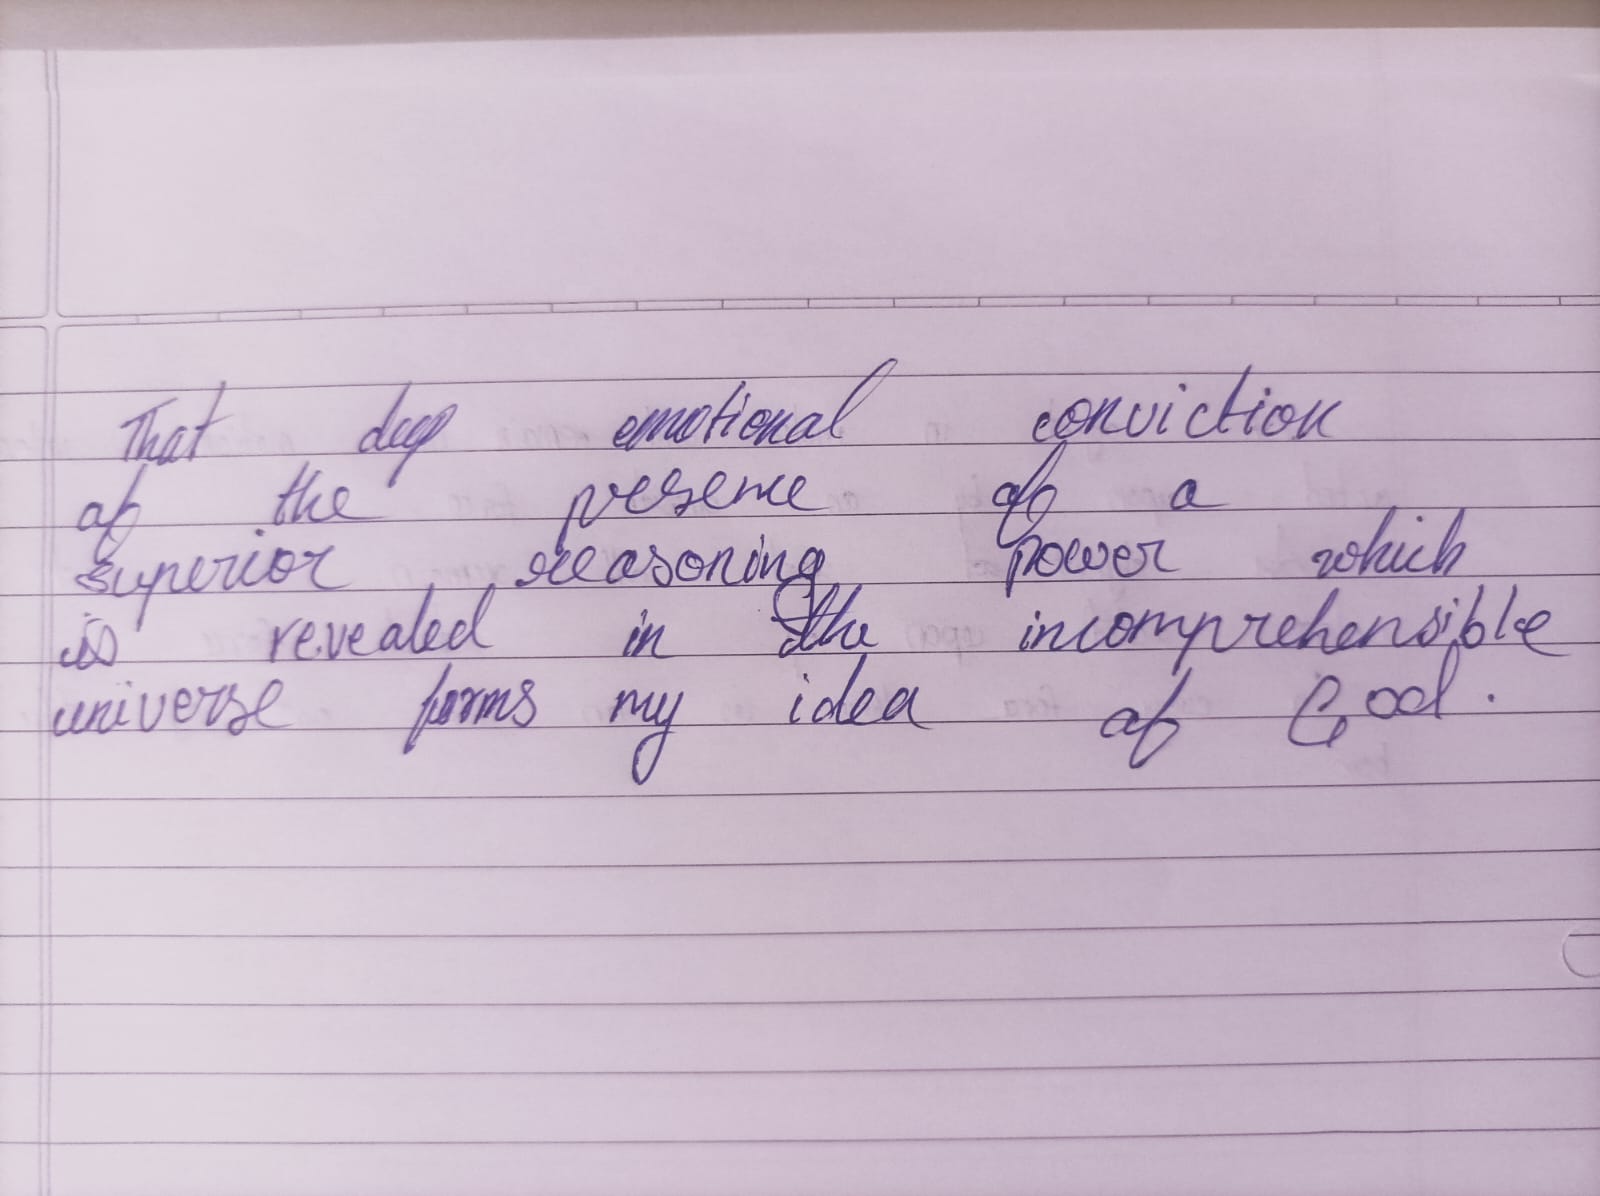 That deep emotional conviction
of the presence of a
superior reasoning power which
is revealed in the incomprehensible
universe forms my idea of God.